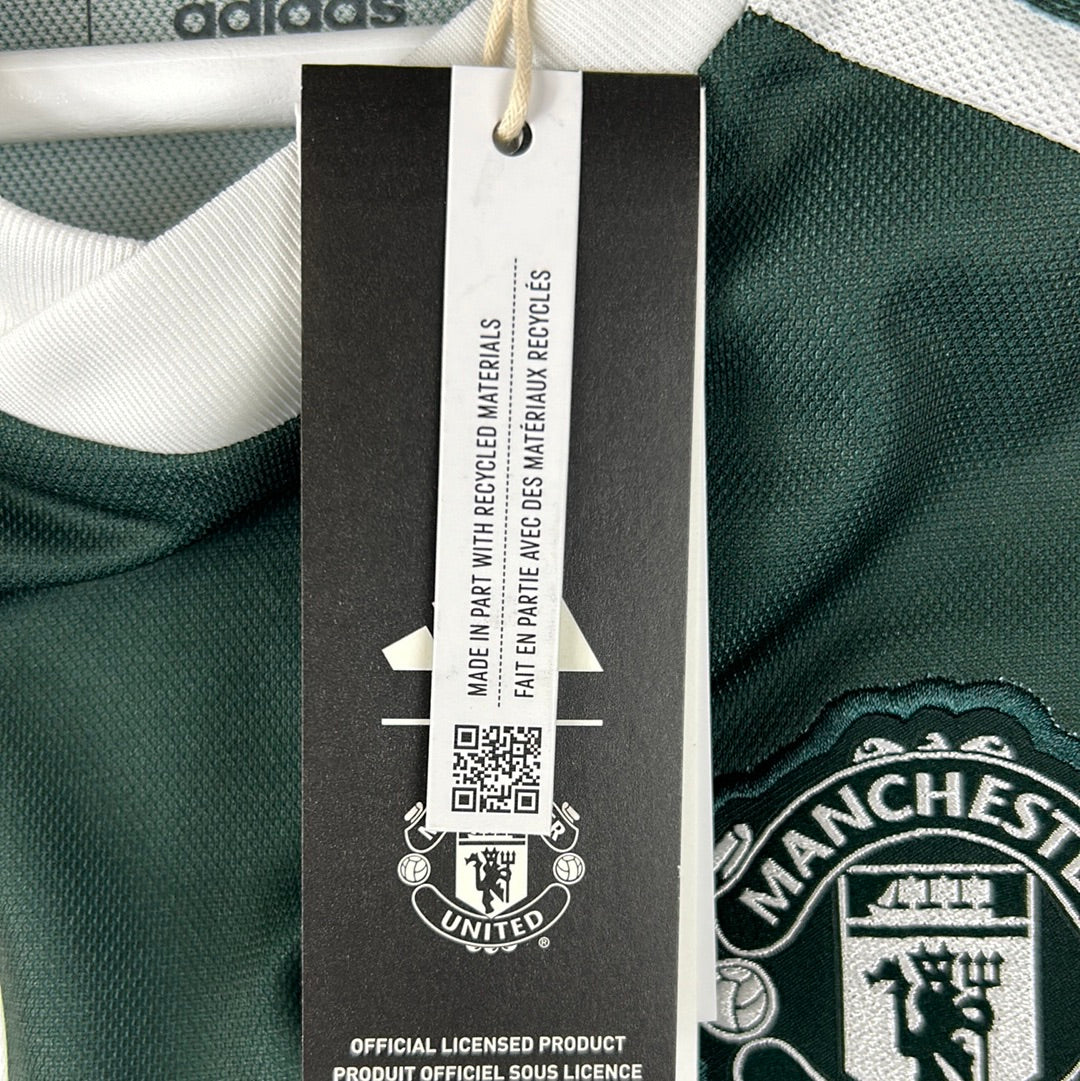 adidas
MADE IN PART WITH RECYCLED MATERIALS
FAIT EN PARTIE AVEC DES MATÉRIAUX RECYCLÉS
UNITED
®
OFFICIAL LICENSED PRODUCT
PRODUIT OFFICIEL SOUS LICENCE
MANCHESTE